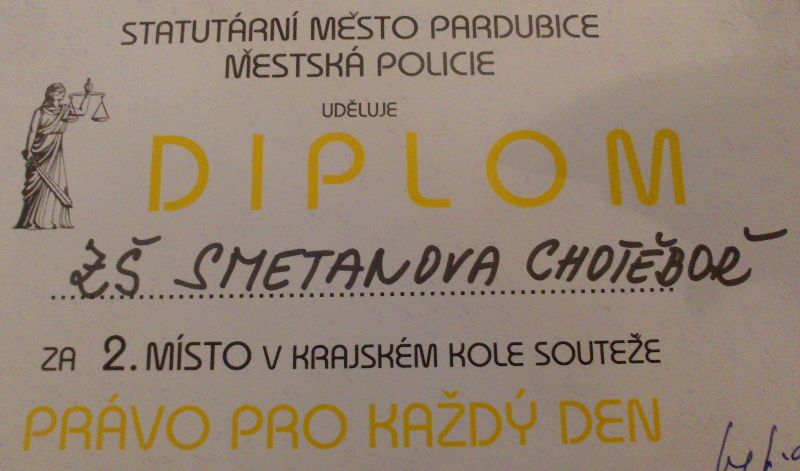 STATUTÁRNÍ MĚSTO PARDUBICE
MĚSTSKÁ POLICIE
UDĚLUJE
DIPLOM
ZŠ SMETANOVA CHOTĚBOŘ
ZA 2. MÍSTO V KRAJSKÉM KOLE SOUTEŽE
PRÁVO PRO KAŽDÝ DEN